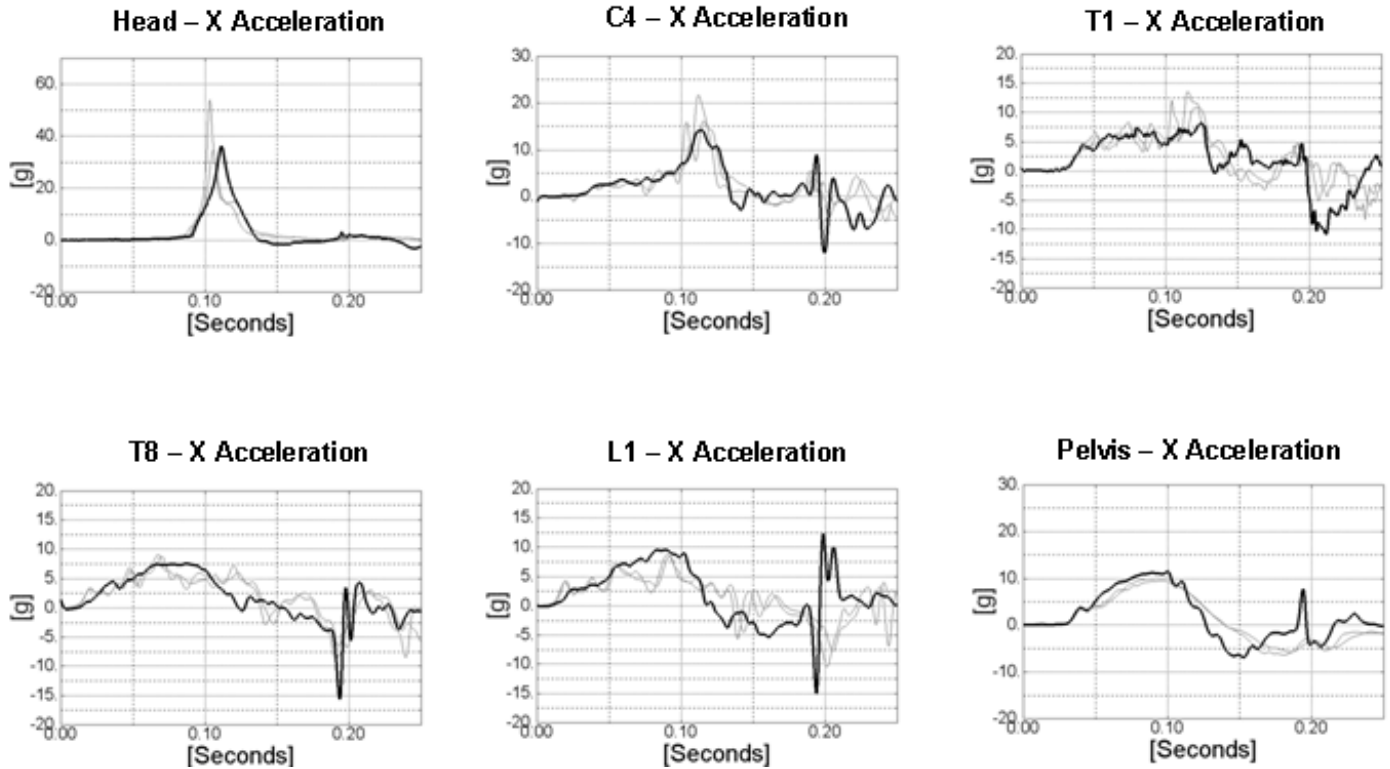 Head – X Acceleration
C4 – X Acceleration
T1 – X Acceleration
60.
40.
20.
0.
-20
[g]
0.00 0.10 0.20
[Seconds]
30.
20.
10.
0.
-10.
-20
[g]
0.00 0.10 0.20
[Seconds]
20.
15.
10.
5.
0.
-5.
-10.
-15.
-20
[g]
0.00 0.10 0.20
[Seconds]
T8 – X Acceleration
L1 – X Acceleration
Pelvis – X Acceleration
20.
15.
10.
5.
0.
-5.
-10.
-15.
-20
[g]
0.00 0.10 0.20
[Seconds]
20.
15.
10.
5.
0.
-5.
-10.
-15.
-20
[g]
0.00 0.10 0.20
[Seconds]
30.
20.
10.
0.
-10.
-20
[g]
0.00 0.10 0.20
[Seconds]